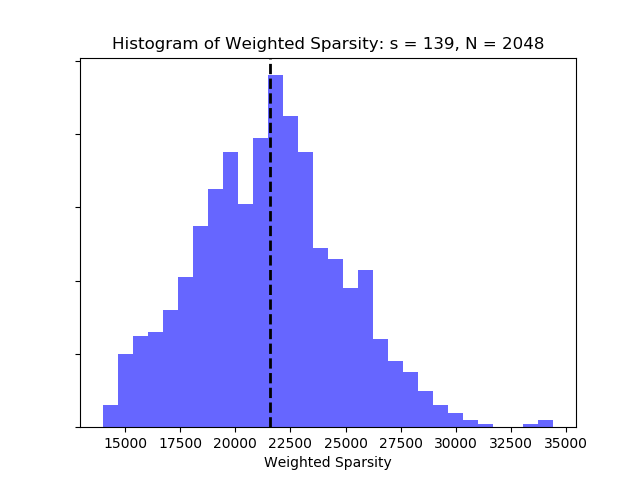 Histogram of Weighted Sparsity: s = 139, N = 2048
15000 17500 20000 22500 25000 27500 30000 32500 35000
Weighted Sparsity